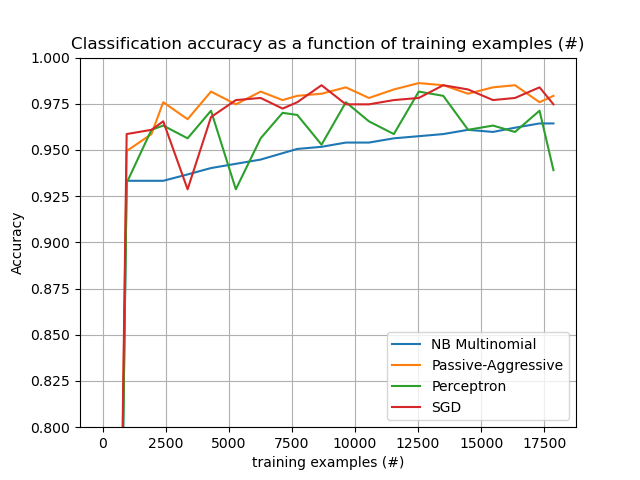 Classification accuracy as a function of training examples (#)
1.000
0.975
0.950
0.925
0.900
0.875
0.850
0.825
0.800
Accuracy
NB Multinomial
Passive-Aggressive
Perceptron
SGD
0 2500 5000 7500 10000 12500 15000 17500
training examples (#)